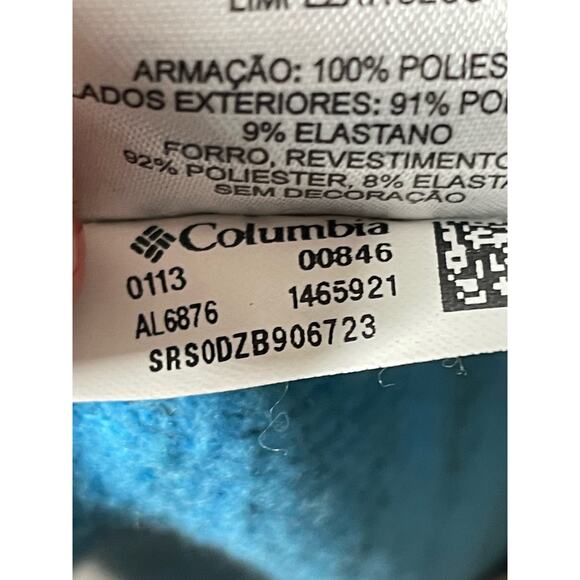 ARMAÇÃO: 100% POLIES
LADOS EXTERIORES: 91% PO
9% ELASTANO
FORRO, REVESTIMENTO
92% POLIESTER, 8% ELASTA
SEM DECORAÇÃO
Columbia
0113 00846
AL6876 1465921
SRS0DZB906723